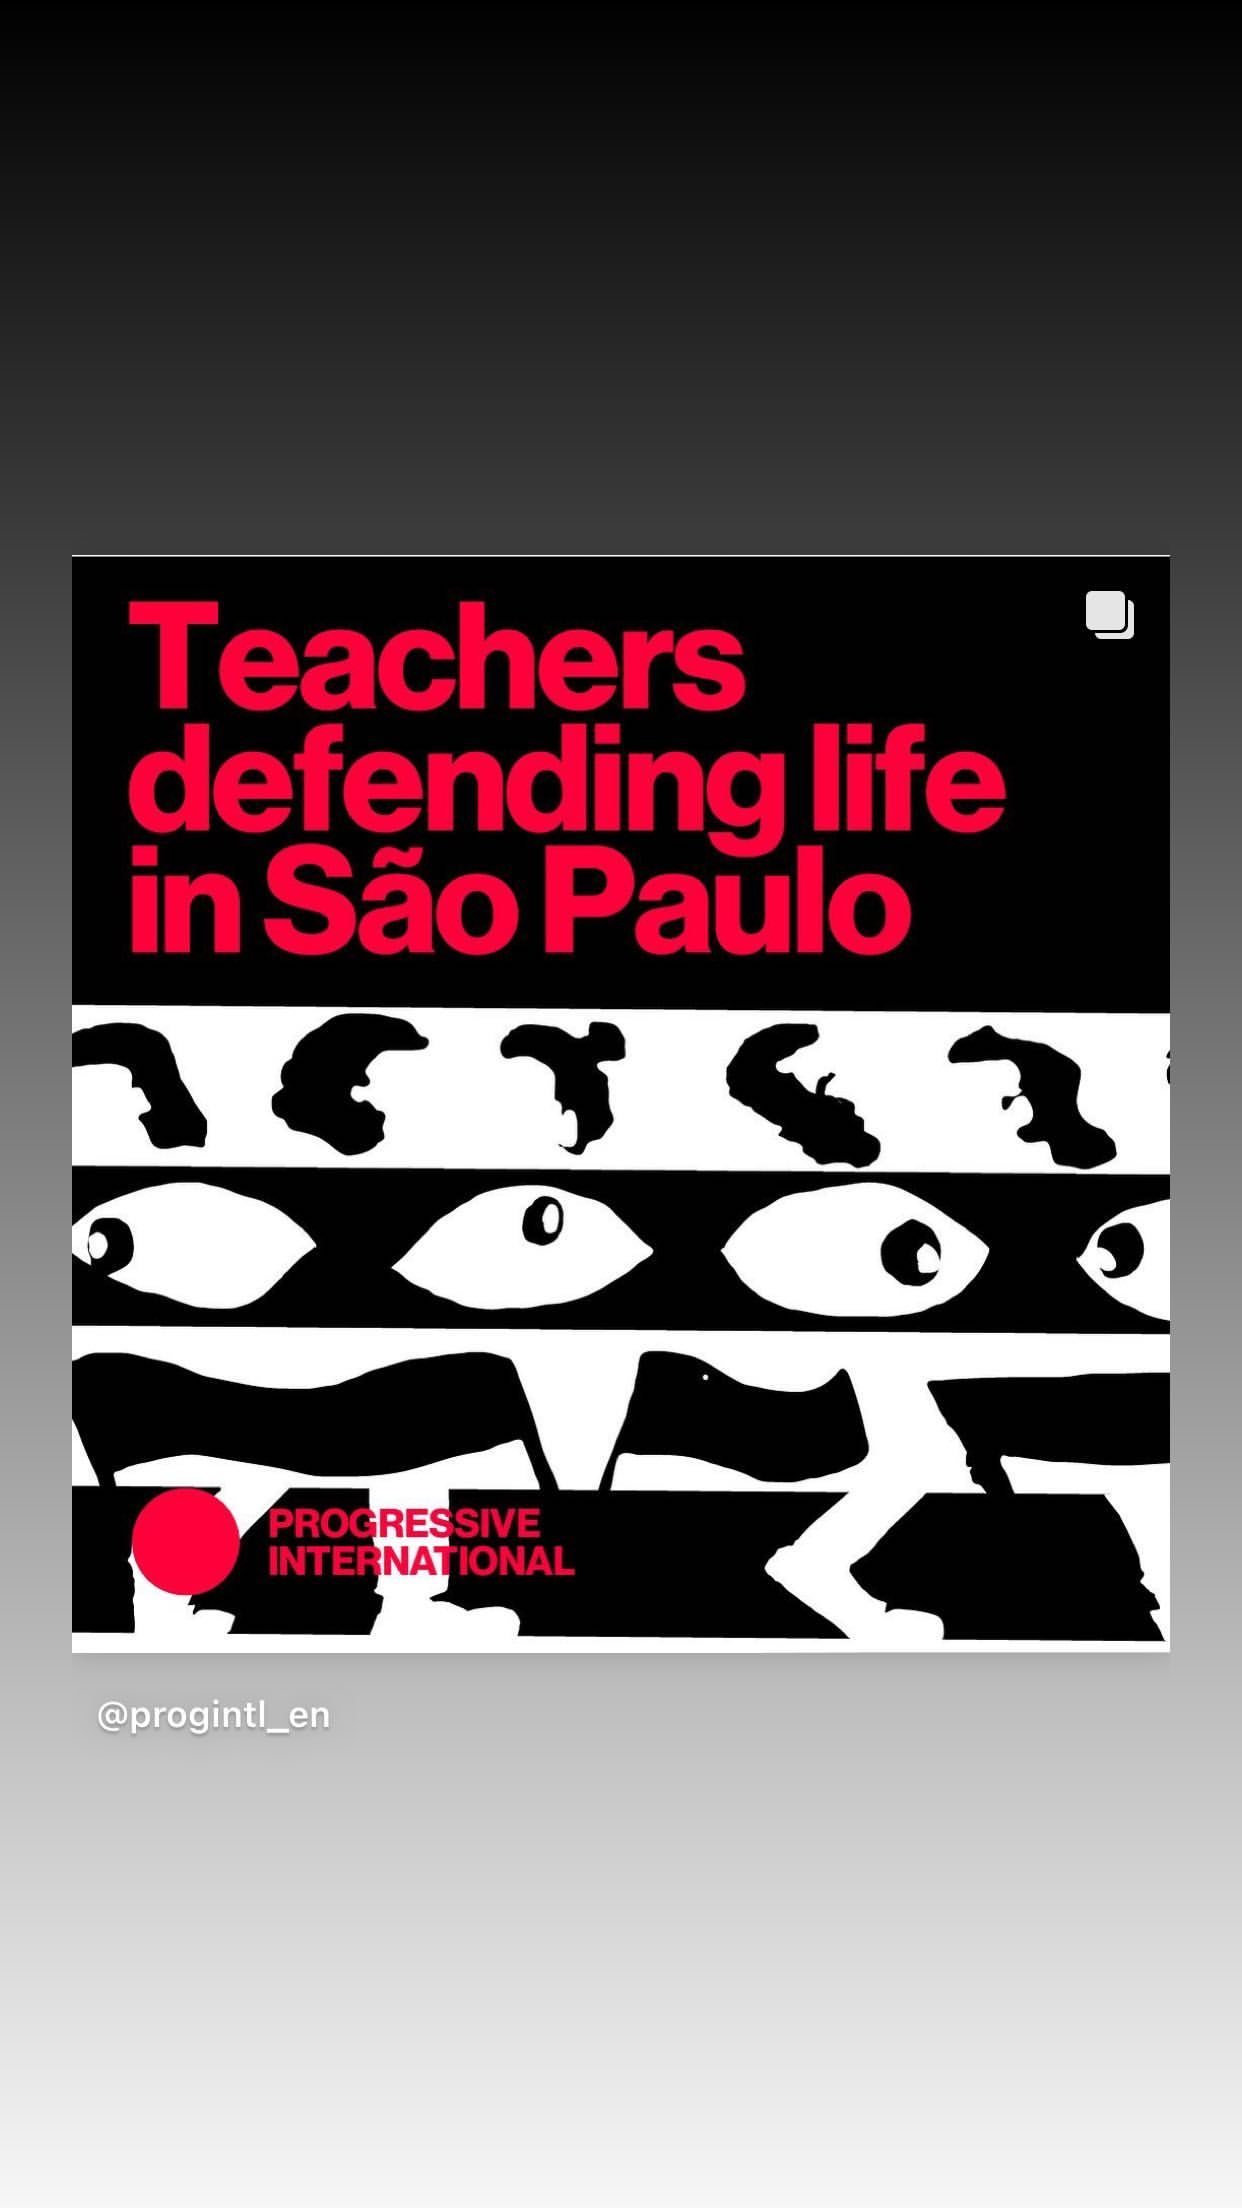 Teachers
defending life
in São Paulo
PROGRESSIVE
INTERNATIONAL
@progintl_en